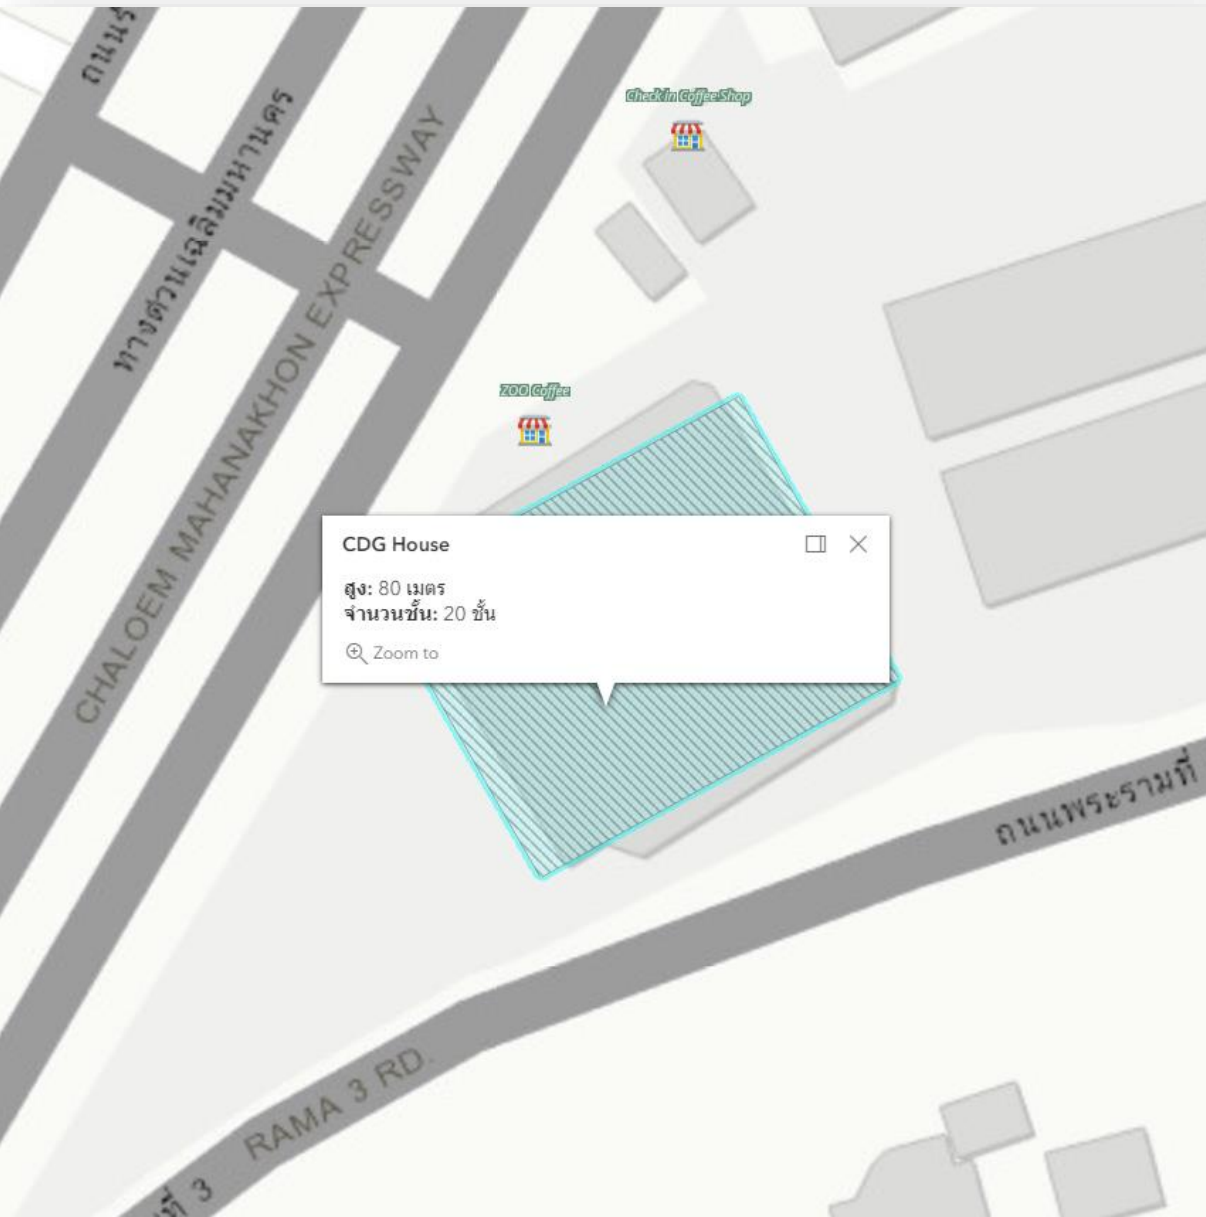 ถนน
Check in Coffee Shop
ทางด่วนเฉลิมมหานคร
CHALOEM MAHANAKHON EXPRESSWAY
ZOO Coffee
CDG House
สูง: 80 เมตร
จำนวนชั้น: 20 ชั้น
Zoom to
ถนนพระรามที่
RAMA 3 RD.
ที่ 3